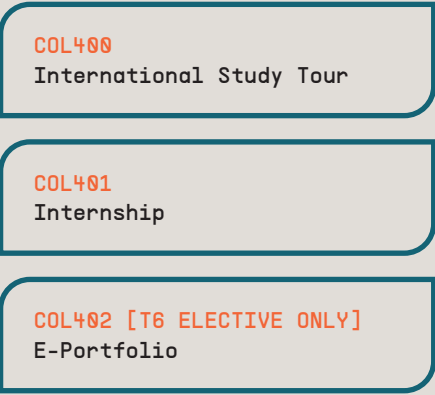 COL400
International Study Tour
COL401
Internship
COL402 [T6 ELECTIVE ONLY]
E-Portfolio